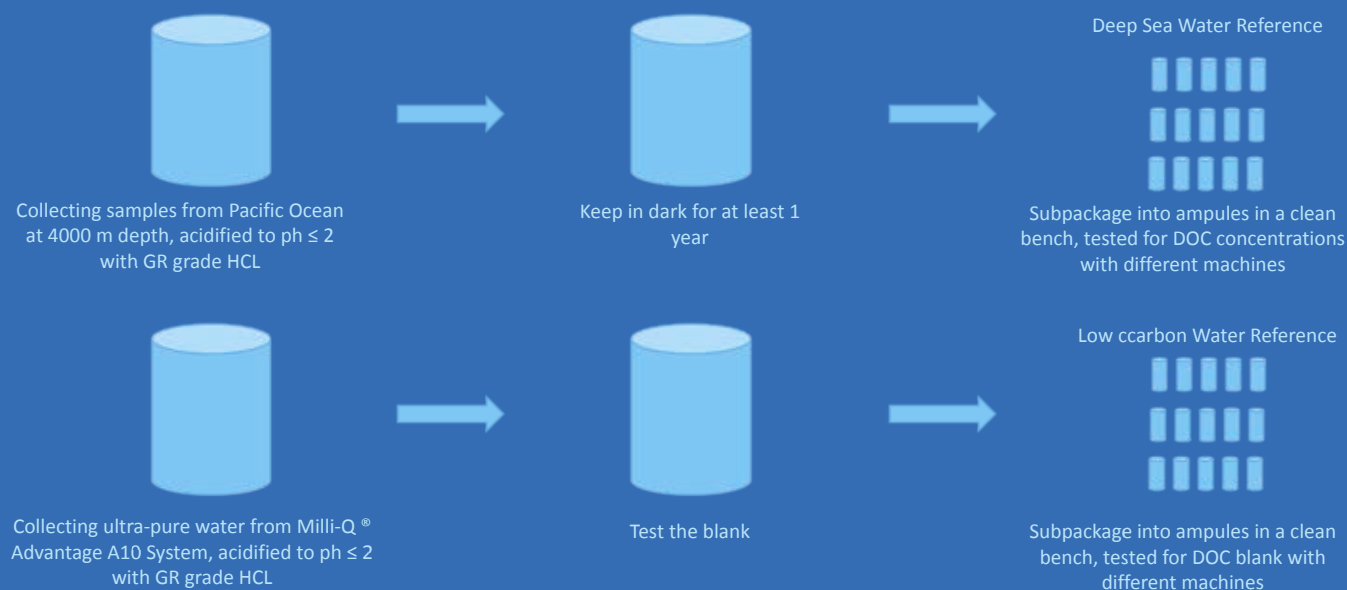 Deep Sea Water Reference
Collecting samples from Pacific Ocean
at 4000 m depth, acidified to ph ≤ 2
with GR grade HCL
Keep in dark for at least 1
year
Subpackage into ampules in a clean
bench, tested for DOC concentrations
with different machines
Low ccarbon Water Reference
Collecting ultra-pure water from Milli-Q ®
Advantage A10 System, acidified to ph ≤ 2
with GR grade HCL
Test the blank
Subpackage into ampules in a clean
bench, tested for DOC blank with
different machines